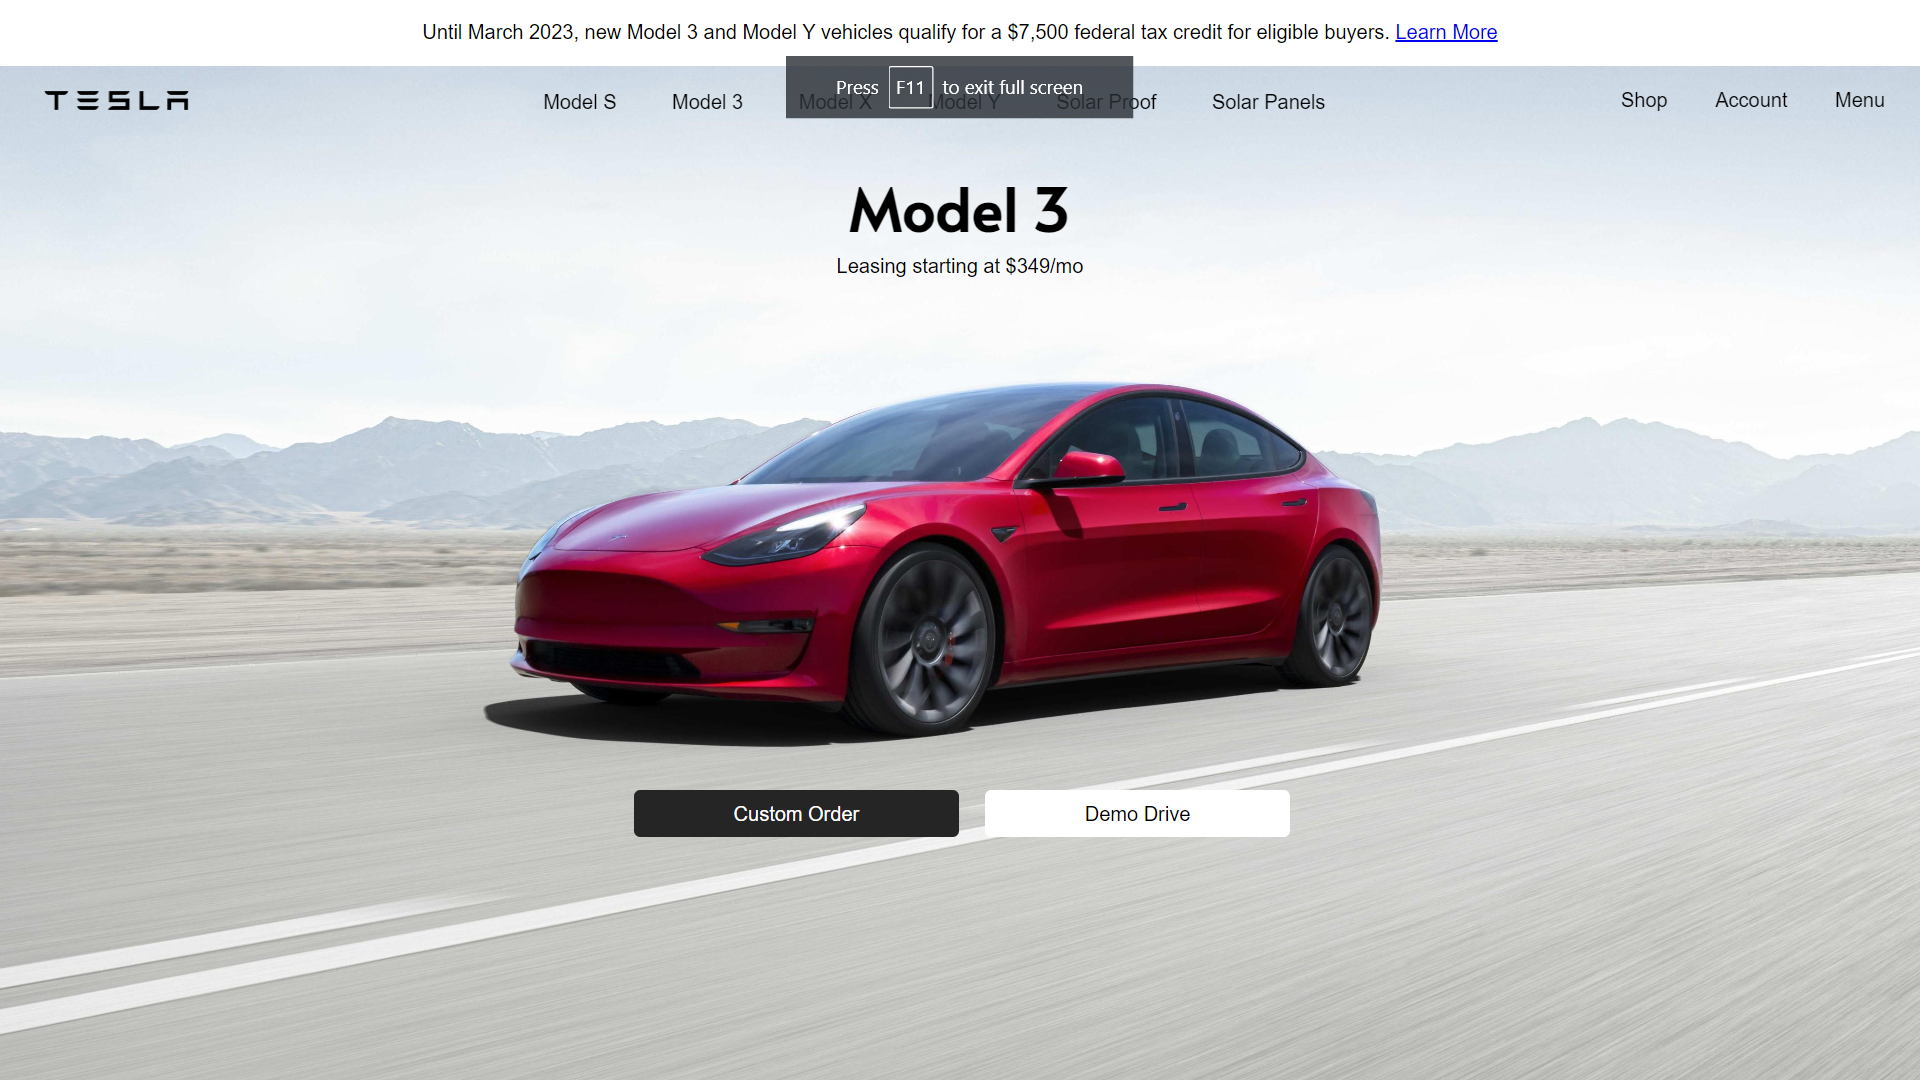 Until March 2023, new Model 3 and Model Y vehicles qualify for a $7,500 federal tax credit for eligible buyers. Learn More
Press F11 to exit full screen
TESLA Model S Model 3 Model X Model Y Solar Proof Solar Panels Shop Account Menu
Model 3
Leasing starting at $349/mo
Custom Order Demo Drive